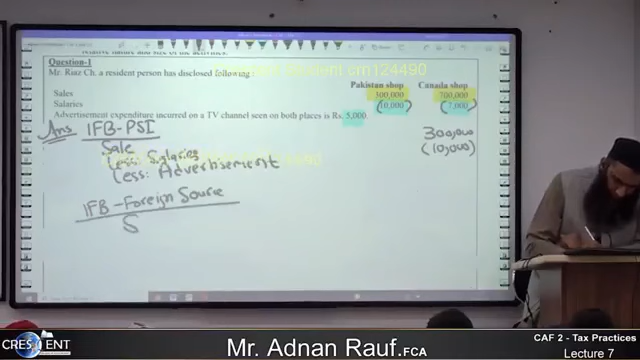 Question-1
Mr. Riaz Ch. a resident person has disclosed following:
Pakistan shop Canada shop
Sales 300,000 700,000
Salaries (10,000) (7,000)
Advertisement expenditure incurred on a TV channel seen on both places is Rs. 5,000.
Ans IFB-PSI
Sale 300,000
Less: Salaries (10,000)
Less: Advertisement
IFB-Foreign Source
S
CRESCENT
Mr. Adnan Rauf.FCA
CAF 2 - Tax Practices
Lecture 7